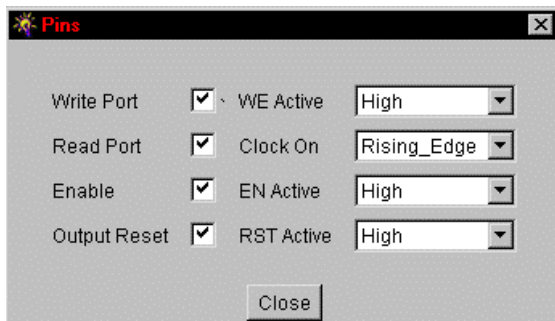 Pins
Write Port WE Active High
Read Port Clock On Rising_Edge
Enable EN Active High
Output Reset RST Active High
Close